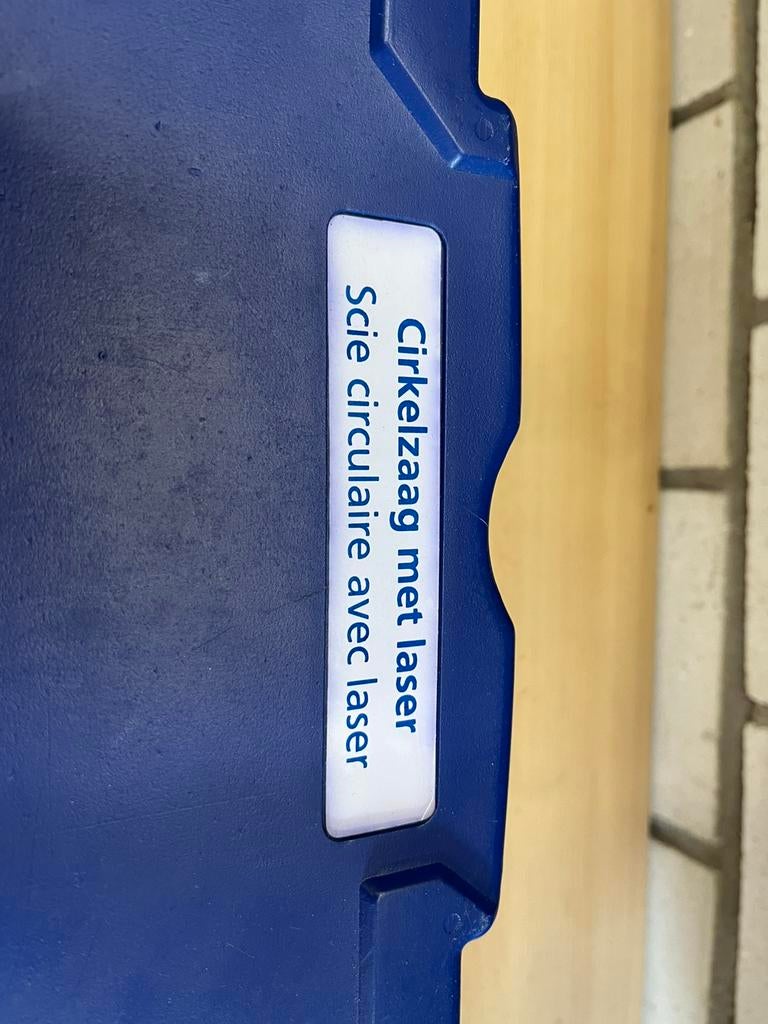 Cirkelzaag met laser
Scie circulaire avec laser